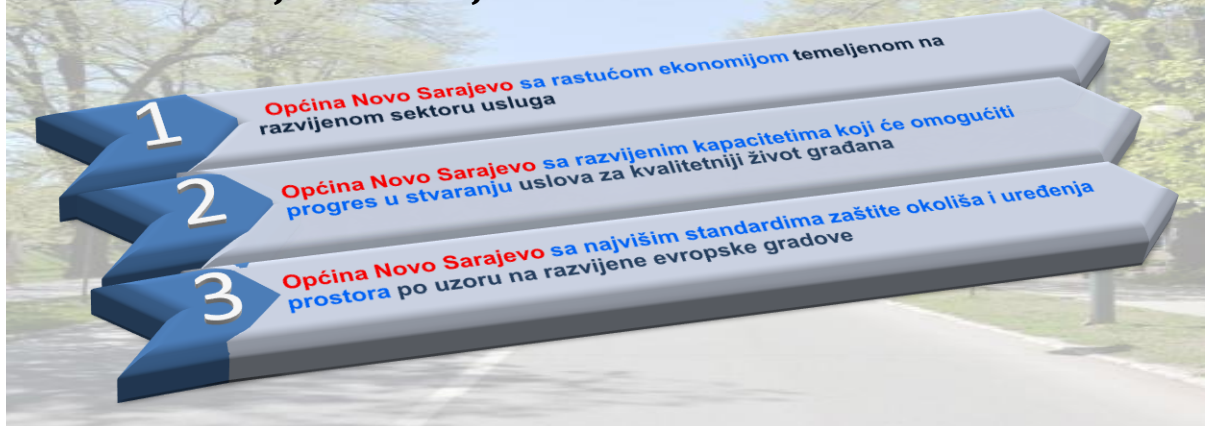 1
Općina Novo Sarajevo sa rastućom ekonomijom temeljenom na
razvijenom sektoru usluga
2
Općina Novo Sarajevo sa razvijenim kapacitetima koji će omogućiti
progres u stvaranju uslova za kvalitetniji život građana
3
Općina Novo Sarajevo sa najvišim standardima zaštite okoliša i uređenja
prostora po uzoru na razvijene evropske gradove